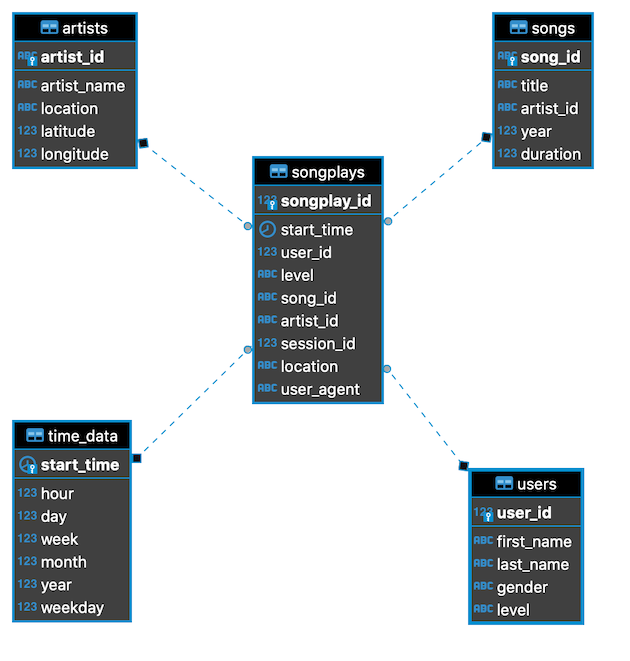 artists
ABC artist_id
ABC artist_name
ABC location
123 latitude
123 longitude
songs
ABC song_id
ABC title
ABC artist_id
123 year
123 duration
songplays
123 songplay_id
start_time
123 user_id
ABC level
ABC song_id
ABC artist_id
123 session_id
ABC location
ABC user_agent
time_data
start_time
123 hour
123 day
123 week
123 month
123 year
123 weekday
users
123 user_id
ABC first_name
ABC last_name
ABC gender
ABC level